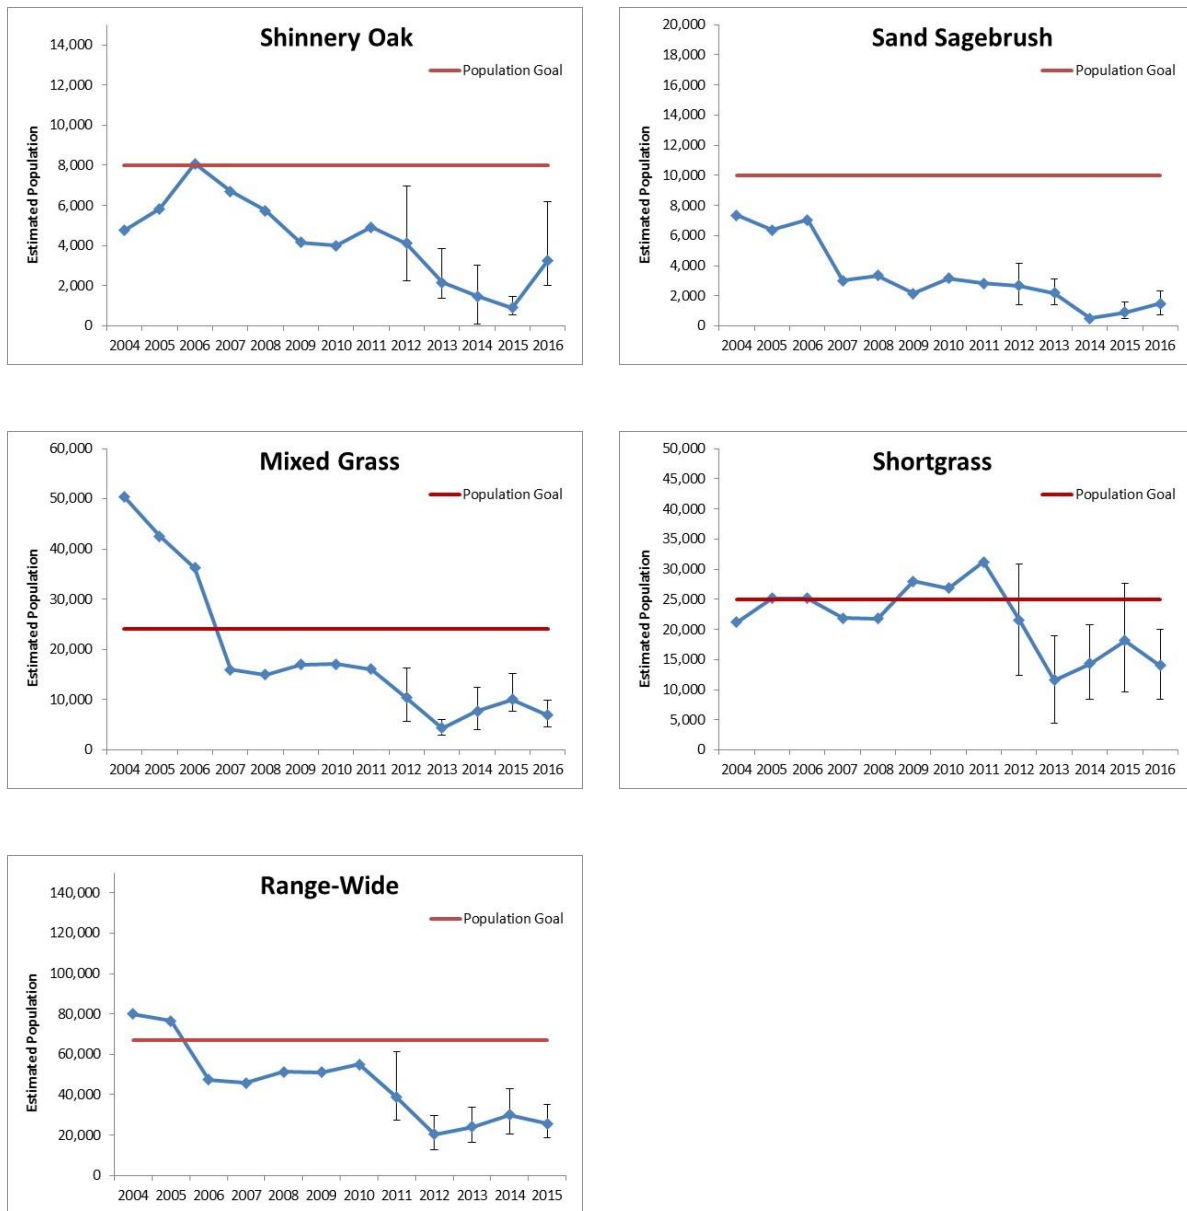 Shinnery Oak
Population Goal
Estimated Population
14,000
12,000
10,000
8,000
6,000
4,000
2,000
0
2004 2005 2006 2007 2008 2009 2010 2011 2012 2013 2014 2015 2016
Sand Sagebrush
Population Goal
Estimated Population
20,000
18,000
16,000
14,000
12,000
10,000
8,000
6,000
4,000
2,000
0
2004 2005 2006 2007 2008 2009 2010 2011 2012 2013 2014 2015 2016
Mixed Grass
Population Goal
Estimated Population
60,000
50,000
40,000
30,000
20,000
10,000
0
2004 2005 2006 2007 2008 2009 2010 2011 2012 2013 2014 2015 2016
Shortgrass
Population Goal
Estimated Population
50,000
45,000
40,000
35,000
30,000
25,000
20,000
15,000
10,000
5,000
0
2004 2005 2006 2007 2008 2009 2010 2011 2012 2013 2014 2015 2016
Range-Wide
Population Goal
Estimated Population
140,000
120,000
100,000
80,000
60,000
40,000
20,000
0
2004 2005 2006 2007 2008 2009 2010 2011 2012 2013 2014 2015